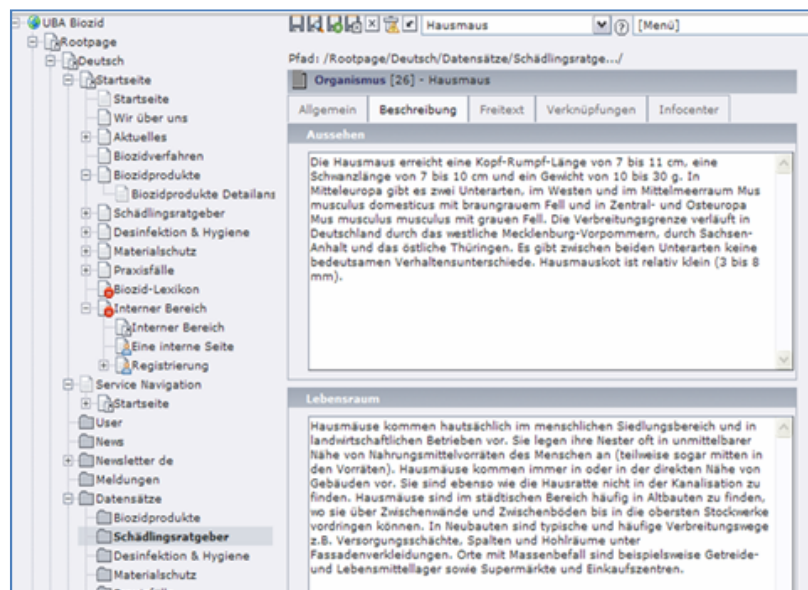 UBA Biozid
Rootpage
Deutsch
Startseite
Startseite
Wir über uns
Aktuelles
Biozidverfahren
Biozidprodukte
Biozidprodukte Detailans
Schädlingsratgeber
Desinfektion & Hygiene
Materialschutz
Praxisfälle
Biozid-Lexikon
Interner Bereich
Interner Bereich
Eine interne Seite
Registrierung
Service Navigation
Startseite
User
News
Newsletter de
Meldungen
Datensätze
Biozidprodukte
Schädlingsratgeber
Desinfektion & Hygiene
Materialschutz
Hausmaus [Menü]
Pfad: /Rootpage/Deutsch/Datensätze/Schädlingsratge.../
Organismus [26] - Hausmaus
Allgemein Beschreibung Freitext Verknüpfungen Infocenter
Aussehen
Die Hausmaus erreicht eine Kopf-Rumpf-Länge von 7 bis 11 cm, eine
Schwanzlänge von 7 bis 10 cm und ein Gewicht von 10 bis 30 g. In
Mitteleuropa gibt es zwei Unterarten, im Westen und im Mittelmeerraum Mus
musculus domesticus mit braungrauem Fell und in Zentral- und Osteuropa
Mus musculus musculus mit grauen Fell. Die Verbreitungsgrenze verläuft in
Deutschland durch das westliche Mecklenburg-Vorpommern, durch Sachsen-
Anhalt und das östliche Thüringen. Es gibt zwischen beiden Unterarten keine
bedeutsamen Verhaltensunterschiede. Hausmauskot ist relativ klein (3 bis 8
mm).
Lebensraum
Hausmäuse kommen hautsächlich im menschlichen Siedlungsbereich und in
landwirtschaftlichen Betrieben vor. Sie legen ihre Nester oft in unmittelbarer
Nähe von Nahrungsmittelvorräten des Menschen an (teilweise sogar mitten in
den Vorräten). Hausmäuse kommen immer in oder in der direkten Nähe von
Gebäuden vor. Sie sind ebenso wie die Hausratte nicht in der Kanalisation zu
finden. Hausmäuse sind im städtischen Bereich häufig in Altbauten zu finden,
wo sie über Zwischenwände und Zwischenböden bis in die obersten Stockwerke
vordringen können. In Neubauten sind typische und häufige Verbreitungswege
z.B. Versorgungsschächte, Spalten und Hohlräume unter
Fassadenverkleidungen. Orte mit Massenbefall sind beispielsweise Getreide-
und Lebensmittellager sowie Supermärkte und Einkaufszentren.